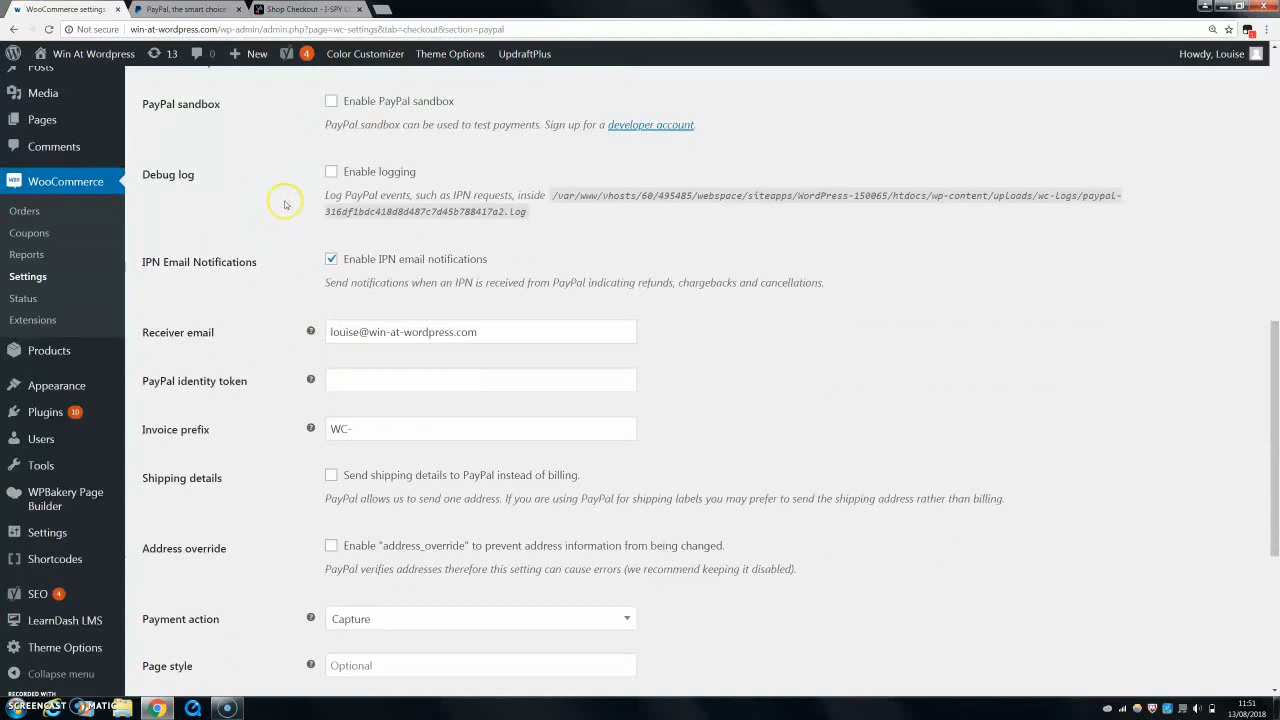 WooCommerce settings
PayPal, the smart choice
Shop Checkout - I-SPY
Not secure
win-at-wordpress.com/wp-admin/admin.php?page=wc-settings&tab=checkout&section=paypal
Win At WordPress
13
0
New
4
Color Customizer
Theme Options
UpdraftPlus
Howdy, Louise
Posts
Media
Pages
Comments
WooCommerce
Orders
Coupons
Reports
Settings
Status
Extensions
Products
Appearance
Plugins 10
Users
Tools
WPBakery Page
Builder
Settings
Shortcodes
SEO 4
LearnDash LMS
Theme Options
Collapse menu
PayPal sandbox
Enable PayPal sandbox
PayPal sandbox can be used to test payments. Sign up for a developer account.
Debug log
Enable logging
Log PayPal events, such as IPN requests, inside /var/www/vhosts/60/495485/webspace/siteapps/WordPress-150065/htdocs/wp-content/uploads/wc-logs/paypal-
316df1bdc418d8d487c7d45b788417a2.log
IPN Email Notifications
Enable IPN email notifications
Send notifications when an IPN is received from PayPal indicating refunds, chargebacks and cancellations.
Receiver email
louise@win-at-wordpress.com
PayPal identity token
Invoice prefix
WC-
Shipping details
Send shipping details to PayPal instead of billing.
PayPal allows us to send one address. If you are using PayPal for shipping labels you may prefer to send the shipping address rather than billing.
Address override
Enable "address_override" to prevent address information from being changed.
PayPal verifies addresses therefore this setting can cause errors (we recommend keeping it disabled).
Payment action
Capture
Page style
Optional
RECORDED WITH
SCREENCAST MATIC
11:51
13/08/2018